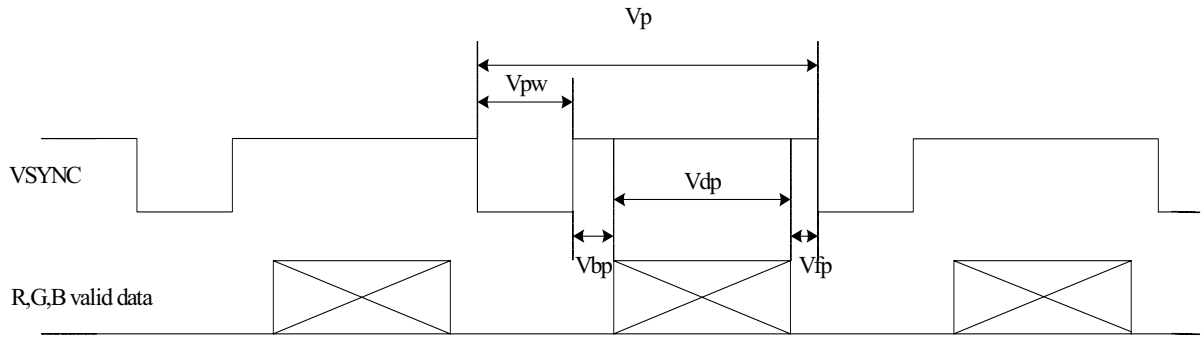 Vp
Vpw
VSYNC
Vdp
Vbp
Vfp
R,G,B valid data